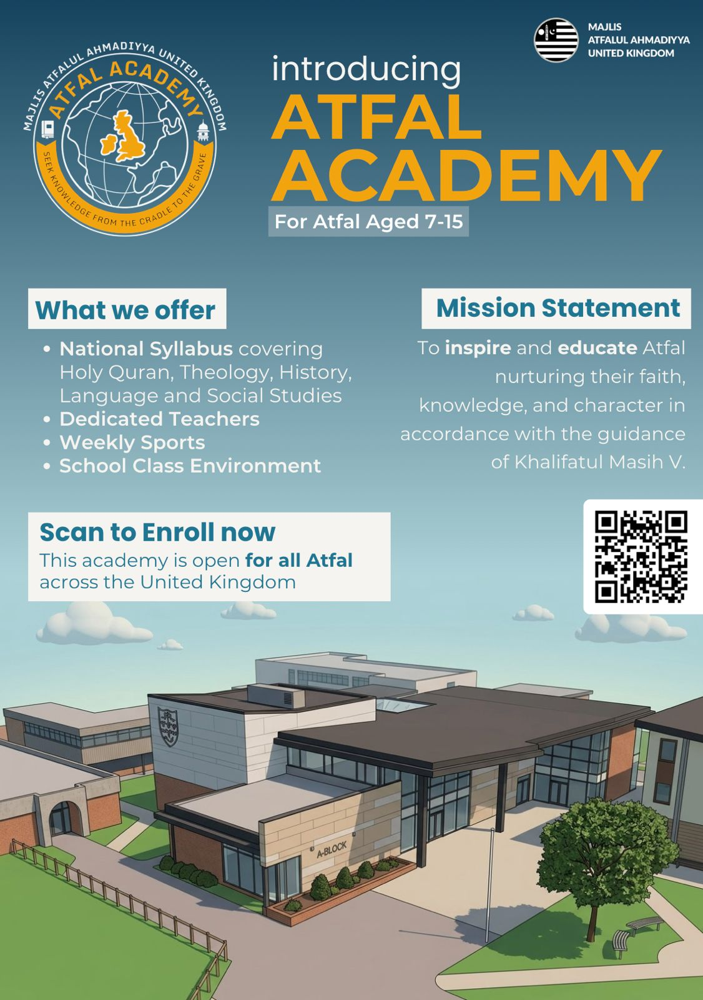 MAJLIS
ATFALUL AHMADIYYA
UNITED KINGDOM
MAJLIS ATFALUL AHMADIYYA UNITED KINGDOM
ATFAL ACADEMY
SEEK KNOWLEDGE FROM THE CRADLE TO THE GRAVE
introducing
ATFAL
ACADEMY
For Atfal Aged 7-15
What we offer
• National Syllabus covering
Holy Quran, Theology, History,
Language and Social Studies
• Dedicated Teachers
• Weekly Sports
• School Class Environment
Mission Statement
To inspire and educate Atfal
nurturing their faith,
knowledge, and character in
accordance with the guidance
of Khalifatul Masih V.
Scan to Enroll now
This academy is open for all Atfal
across the United Kingdom
A-BLOCK